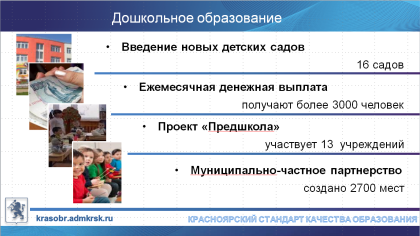 Дошкольное образование
• Введение новых детских садов
16 садов
• Ежемесячная денежная выплата
получают более 3000 человек
• Проект «Предшкола»
участвует 13 учреждений
• Муниципально-частное партнерство
создано 2700 мест
krasobr.admkrsk.ru
КРАСНОЯРСКИЙ СТАНДАРТ КАЧЕСТВА ОБРАЗОВАНИЯ